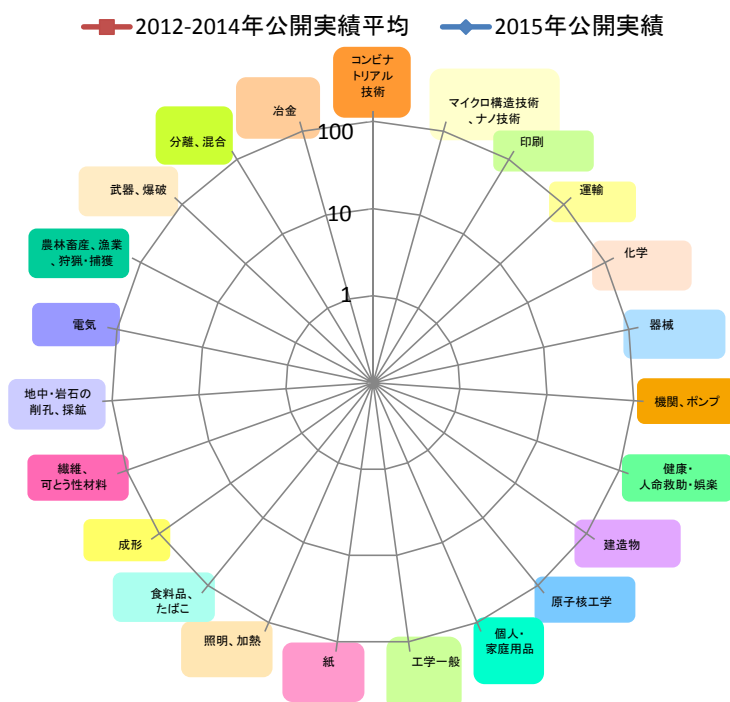 2012-2014年公開実績平均
2015年公開実績
コンビナ
トリアル
技術
マイクロ構造技術
、ナノ技術
印刷
運輸
化学
器械
機関、ポンプ
健康・
人命救助・娯楽
建造物
原子核工学
個人・
家庭用品
工学一般
紙
照明、加熱
食料品、
たばこ
成形
繊維、
可とう性材料
地中・岩石の
削孔、採鉱
電気
農林畜産、漁業
、狩猟・捕獲
武器、爆破
分離、混合
冶金
100
10
1